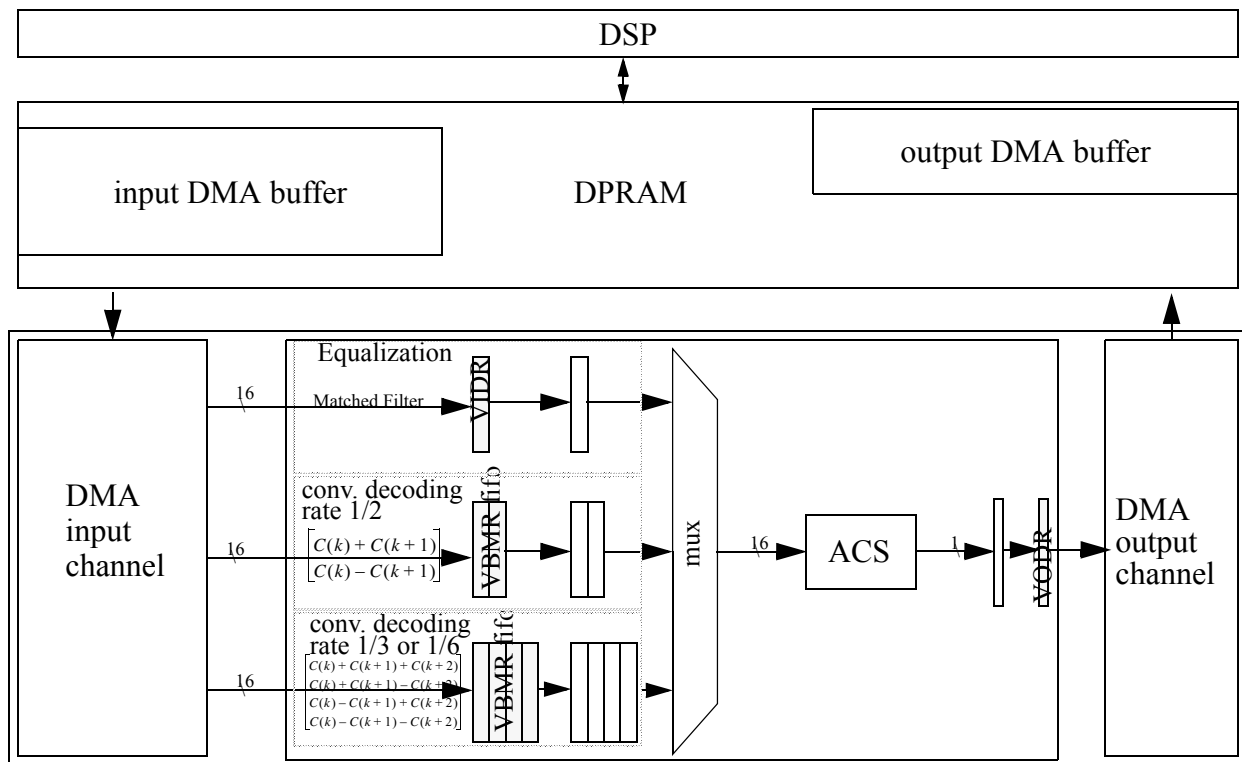 DSP
input DMA buffer
DPRAM
output DMA buffer
DMA
input
channel
16
16
16
Equalization
Matched Filter
VIDR
conv. decoding
rate 1/2
C(k) + C(k+1)
C(k) – C(k+1)
VBMR fifo
conv. decoding
rate 1/3 or 1/6
C(k) + C(k+1) + C(k+2)
C(k) + C(k+1) – C(k+2)
C(k) – C(k+1) + C(k+2)
C(k) – C(k+1) – C(k+2)
VBMR fifo
mux
16
ACS
1
VODR
DMA
output
channel